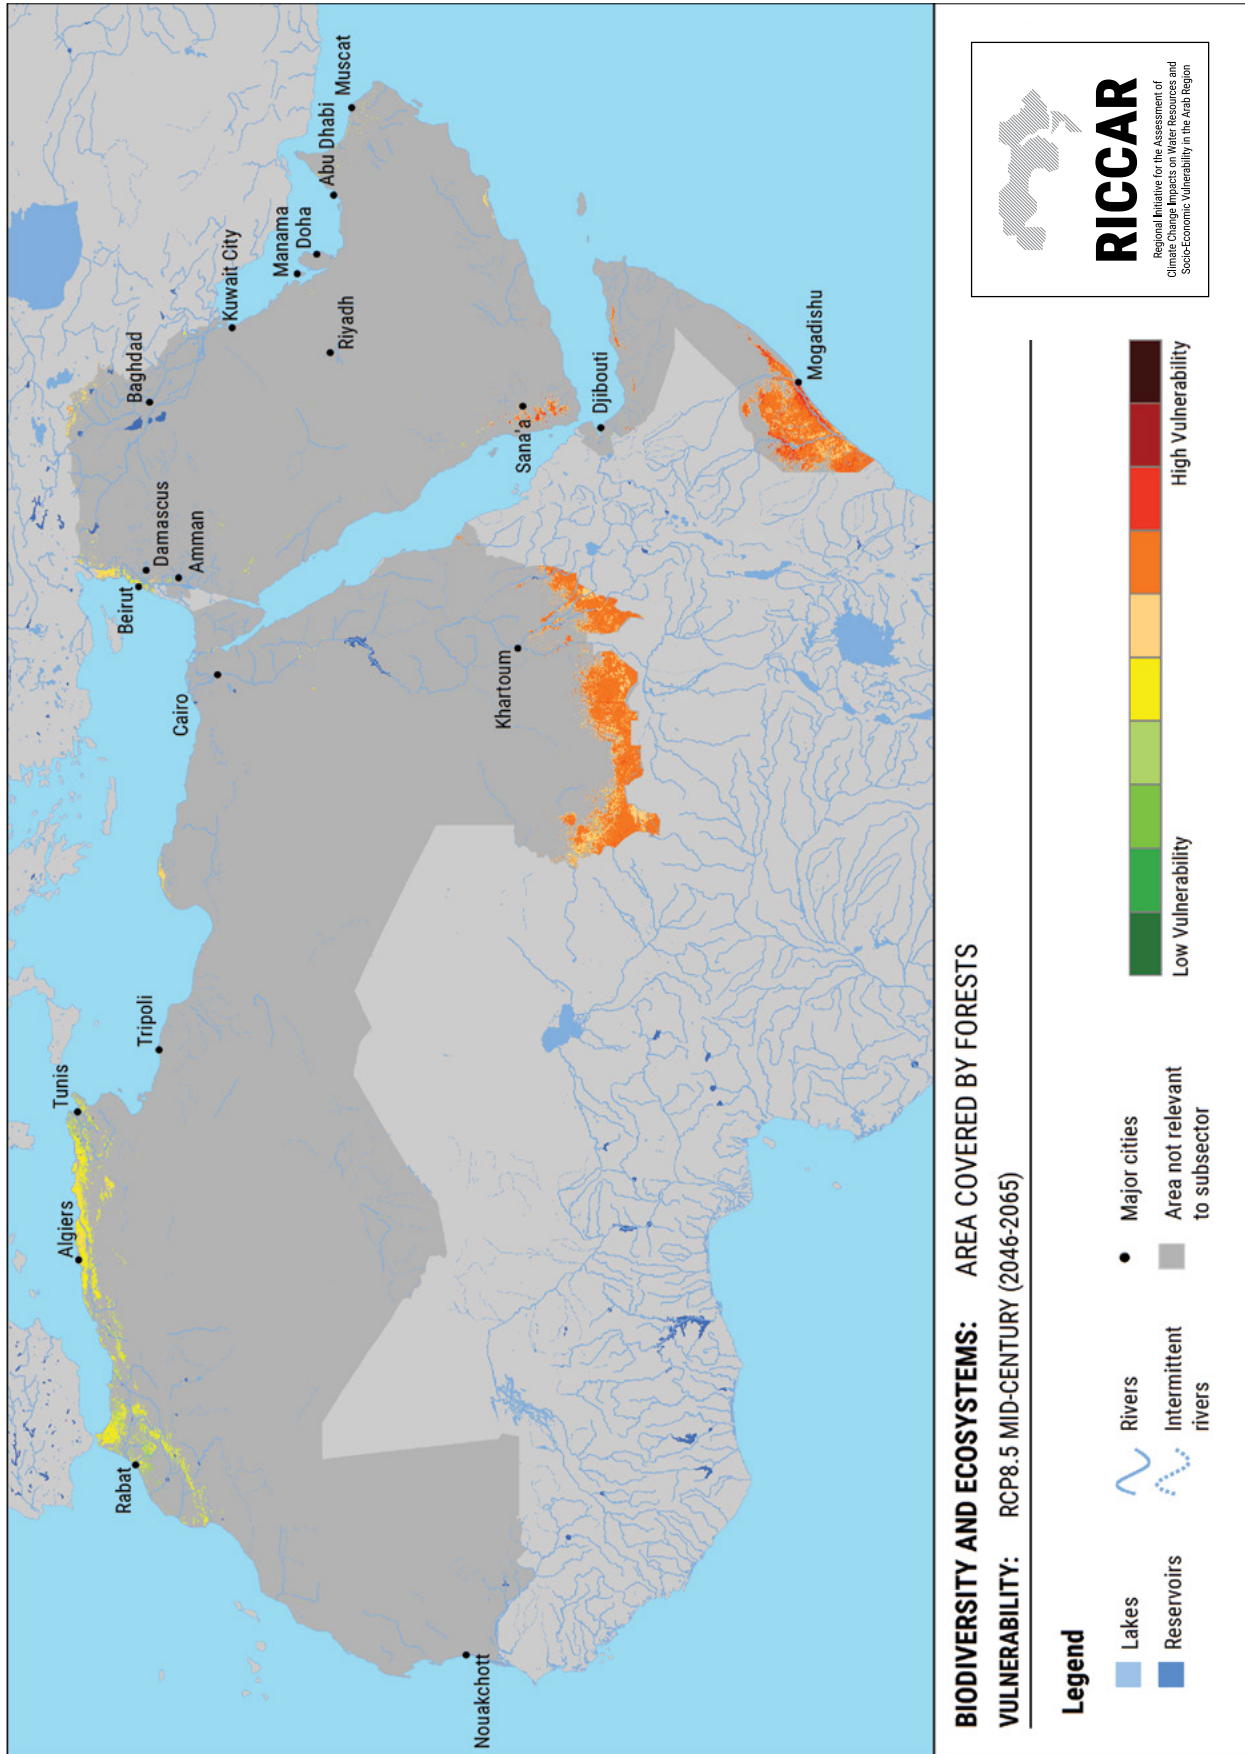 Muscat
Abu Dhabi
Manama
Doha
Kuwait City
Riyadh
Baghdad
Damascus
Amman
Beirut
Sana'a
Djibouti
Mogadishu
Cairo
Khartoum
Tripoli
Tunis
Algiers
Rabat
Nouakchott
BIODIVERSITY AND ECOSYSTEMS: AREA COVERED BY FORESTS
VULNERABILITY: RCP8.5 MID-CENTURY (2046-2065)
Legend
Lakes
Reservoirs
Rivers
Intermittent
rivers
Major cities
Area not relevant
to subsector
Low Vulnerability
High Vulnerability
RICCAR
Regional Initiative for the Assessment of
Climate Change Impacts on Water Resources and
Socio-Economic Vulnerability in the Arab Region